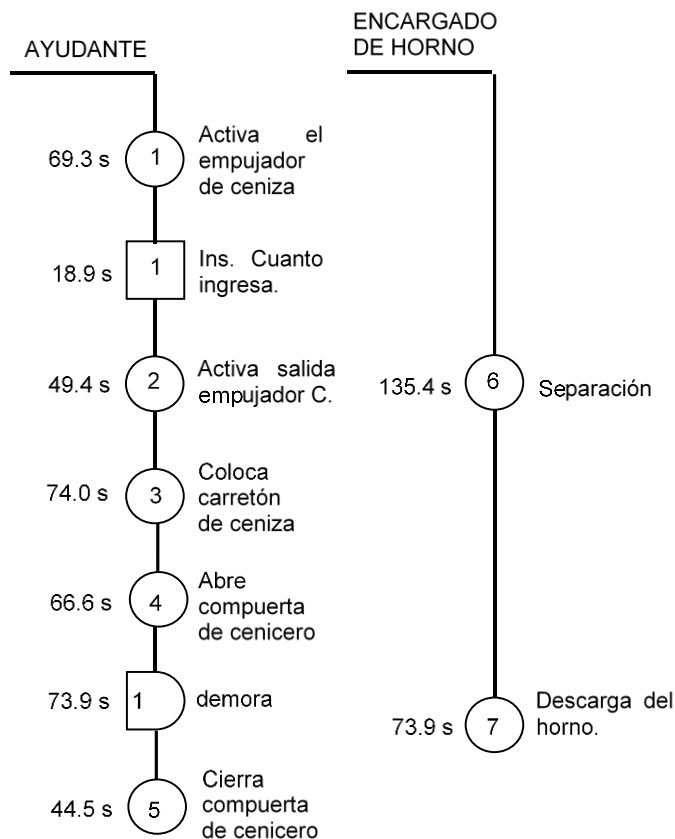 AYUDANTE
69.3 s
1
Activa el
empujador
de ceniza
18.9 s
1
Ins. Cuanto
ingresa.
49.4 s
2
Activa salida
empujador C.
74.0 s
3
Coloca
carretón
de ceniza
66.6 s
4
Abre
compuerta
de cenicero
73.9 s
1
demora
44.5 s
5
Cierra
compuerta
de cenicero
ENCARGADO
DE HORNO
135.4 s
6
Separación
73.9 s
7
Descarga del
horno.